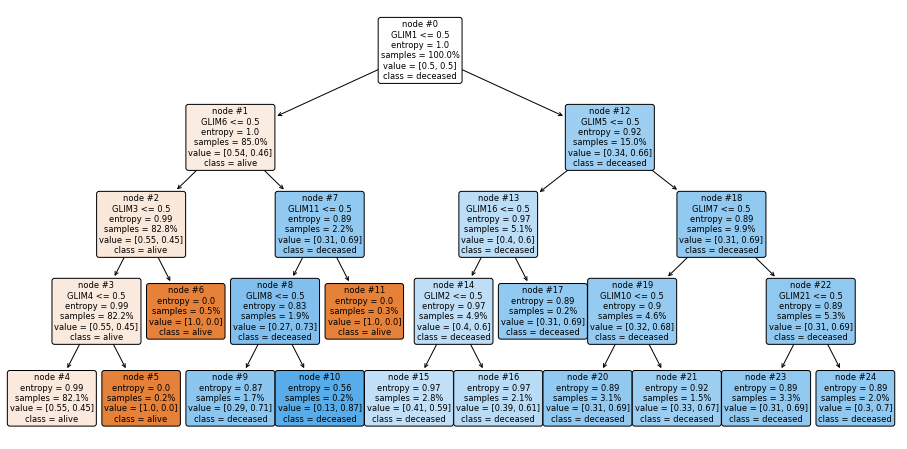 node #0
GLIM1 <= 0.5
entropy = 1.0
samples = 100.0%
value = [0.5, 0.5]
class = deceased
node #1
GLIM6 <= 0.5
entropy = 1.0
samples = 85.0%
value = [0.54, 0.46]
class = alive
node #12
GLIM5 <= 0.5
entropy = 0.92
samples = 15.0%
value = [0.34, 0.66]
class = deceased
node #2
GLIM3 <= 0.5
entropy = 0.99
samples = 82.8%
value = [0.55, 0.45]
class = alive
node #7
GLIM11 <= 0.5
entropy = 0.89
samples = 2.2%
value = [0.31, 0.69]
class = deceased
node #13
GLIM16 <= 0.5
entropy = 0.97
samples = 5.1%
value = [0.4, 0.6]
class = deceased
node #18
GLIM7 <= 0.5
entropy = 0.89
samples = 9.9%
value = [0.31, 0.69]
class = deceased
node #3
GLIM4 <= 0.5
entropy = 0.99
samples = 82.2%
value = [0.55, 0.45]
class = alive
node #6
entropy = 0.0
samples = 0.5%
value = [1.0, 0.0]
class = alive
node #8
GLIM8 <= 0.5
entropy = 0.83
samples = 1.9%
value = [0.27, 0.73]
class = deceased
node #11
entropy = 0.0
samples = 0.3%
value = [1.0, 0.0]
class = alive
node #14
GLIM2 <= 0.5
entropy = 0.97
samples = 4.9%
value = [0.4, 0.6]
class = deceased
node #17
entropy = 0.89
samples = 0.2%
value = [0.31, 0.69]
class = deceased
node #19
GLIM10 <= 0.5
entropy = 0.9
samples = 4.6%
value = [0.32, 0.68]
class = deceased
node #22
GLIM21 <= 0.5
entropy = 0.89
samples = 5.3%
value = [0.31, 0.69]
class = deceased
node #4
entropy = 0.99
samples = 82.1%
value = [0.55, 0.45]
class = alive
node #5
entropy = 0.0
samples = 0.2%
value = [1.0, 0.0]
class = alive
node #9
entropy = 0.87
samples = 1.7%
value = [0.29, 0.71]
class = deceased
node #10
entropy = 0.56
samples = 0.2%
value = [0.13, 0.87]
class = deceased
node #15
entropy = 0.97
samples = 2.8%
value = [0.41, 0.59]
class = deceased
node #16
entropy = 0.97
samples = 2.1%
value = [0.39, 0.61]
class = deceased
node #20
entropy = 0.89
samples = 3.1%
value = [0.31, 0.69]
class = deceased
node #21
entropy = 0.92
samples = 1.5%
value = [0.33, 0.67]
class = deceased
node #23
entropy = 0.89
samples = 3.3%
value = [0.31, 0.69]
class = deceased
node #24
entropy = 0.89
samples = 2.0%
value = [0.3, 0.7]
class = deceased